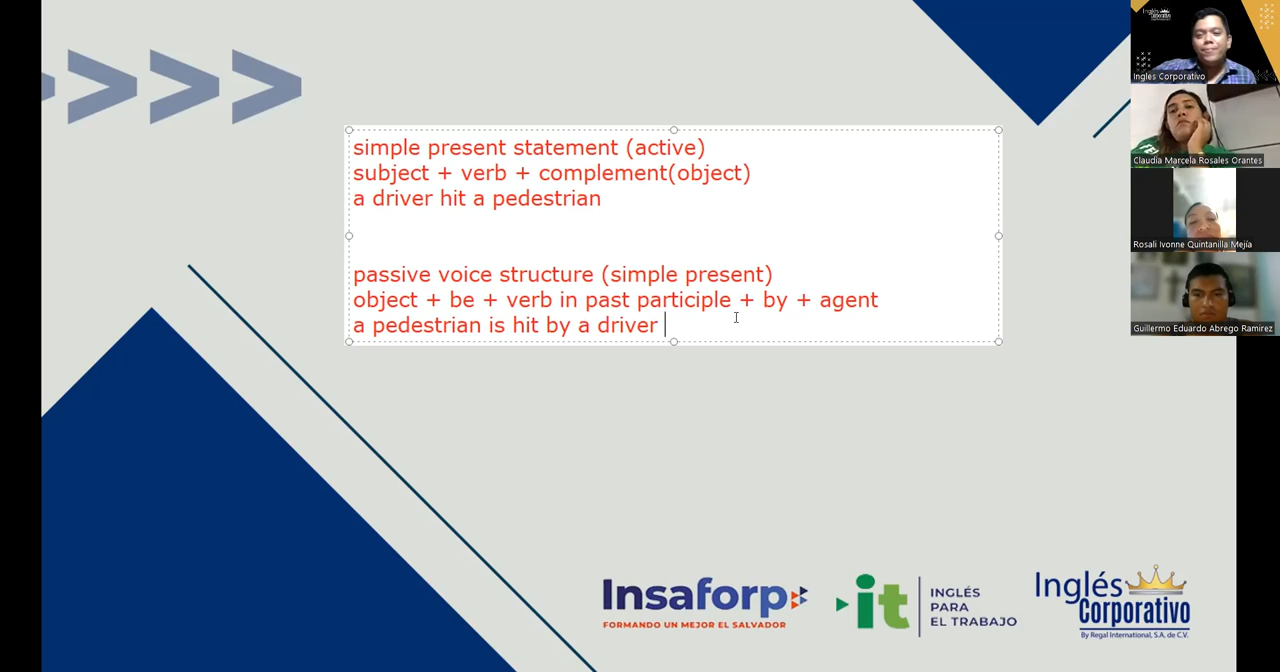 simple present statement (active)
subject + verb + complement(object)
a driver hit a pedestrian
passive voice structure (simple present)
object + be + verb in past participle + by + agent
a pedestrian is hit by a driver
Insaforp
FORMANDO UN MEJOR EL SALVADOR
it
INGLÉS
PARA
EL TRABAJO
Inglés
Corporativo
By Regal International, S.A. de C.V.
Inglés
Corporativo
Ingles Corporativo
Claudia Marcela Rosales Orantes
Rosali Ivonne Quintanilla Mejía
Guillermo Eduardo Abrego Ramirez